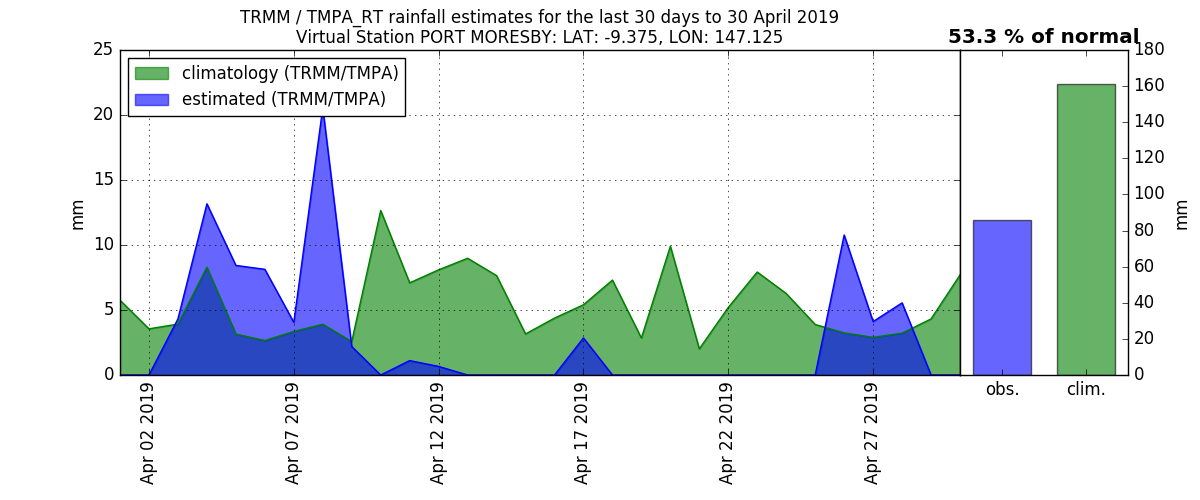 TRMM / TMPA_RT rainfall estimates for the last 30 days to 30 April 2019
Virtual Station PORT MORESBY: LAT: -9.375, LON: 147.125
53.3 % of normal
climatology (TRMM/TMPA)
estimated (TRMM/TMPA)
25
20
15
10
5
0
mm
Apr 02 2019
Apr 07 2019
Apr 12 2019
Apr 17 2019
Apr 22 2019
Apr 27 2019
obs.
clim.
180
160
140
120
100
80
60
40
20
0
mm